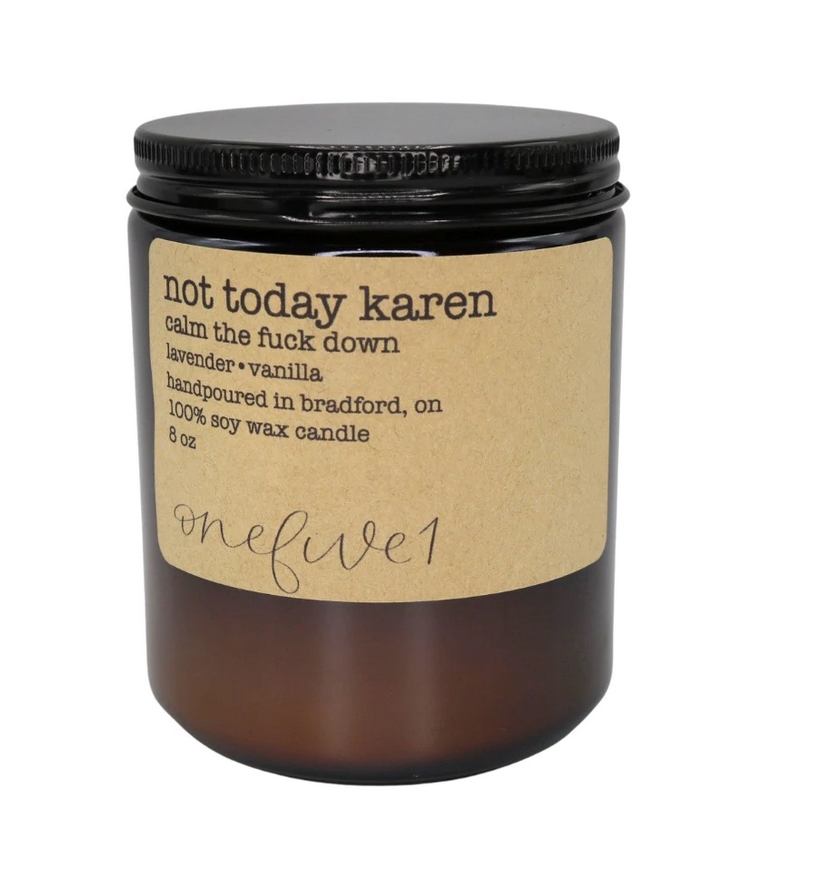 not today karen
calm the fuck down
lavender • vanilla
handpoured in bradford, on
100% soy wax candle
8 oz
onefive1